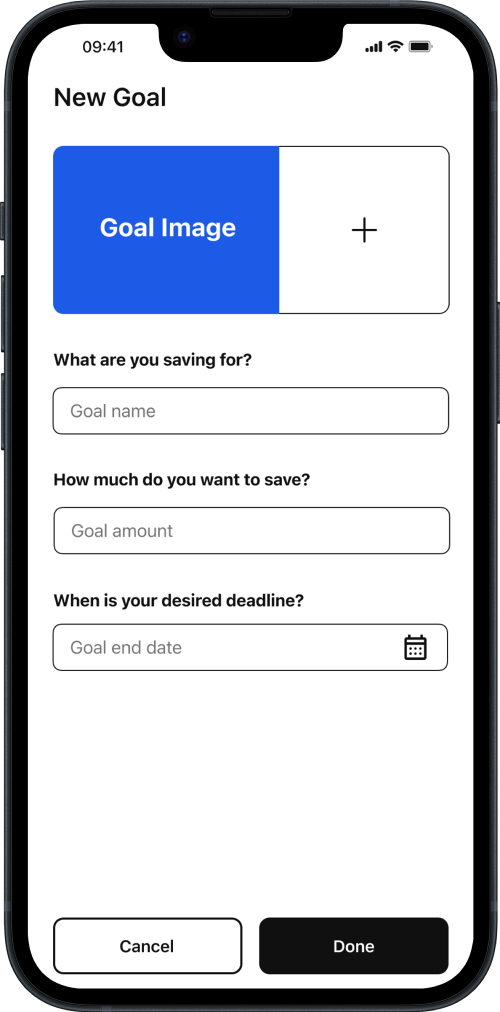 09:41
New Goal
Goal Image
What are you saving for?
Goal name
How much do you want to save?
Goal amount
When is your desired deadline?
Goal end date
Cancel Done